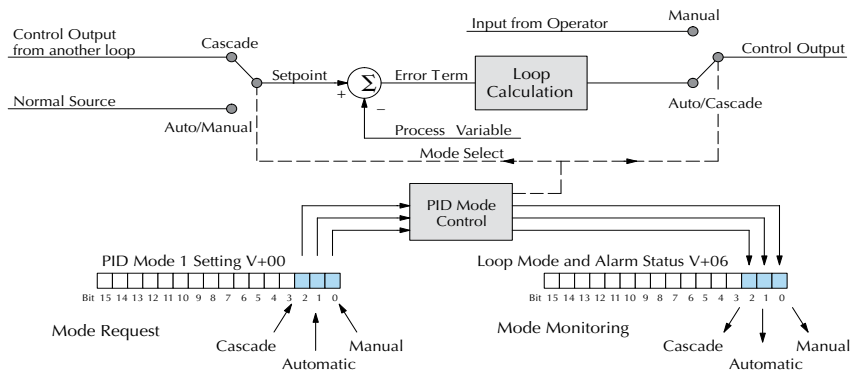 Input from Operator
Manual
Control Output
from another loop
Cascade
Control Output
Setpoint
Σ
Error Term
Loop
Calculation
+
−
Normal Source
Auto/Manual
Auto/Cascade
Process Variable
Mode Select
PID Mode
Control
PID Mode 1 Setting V+00
Loop Mode and Alarm Status V+06
Bit 15 14 13 12 11 10 9 8 7 6 5 4 3 2 1 0
Bit 15 14 13 12 11 10 9 8 7 6 5 4 3 2 1 0
Mode Request
Mode Monitoring
Cascade
Automatic
Manual
Cascade
Automatic
Manual